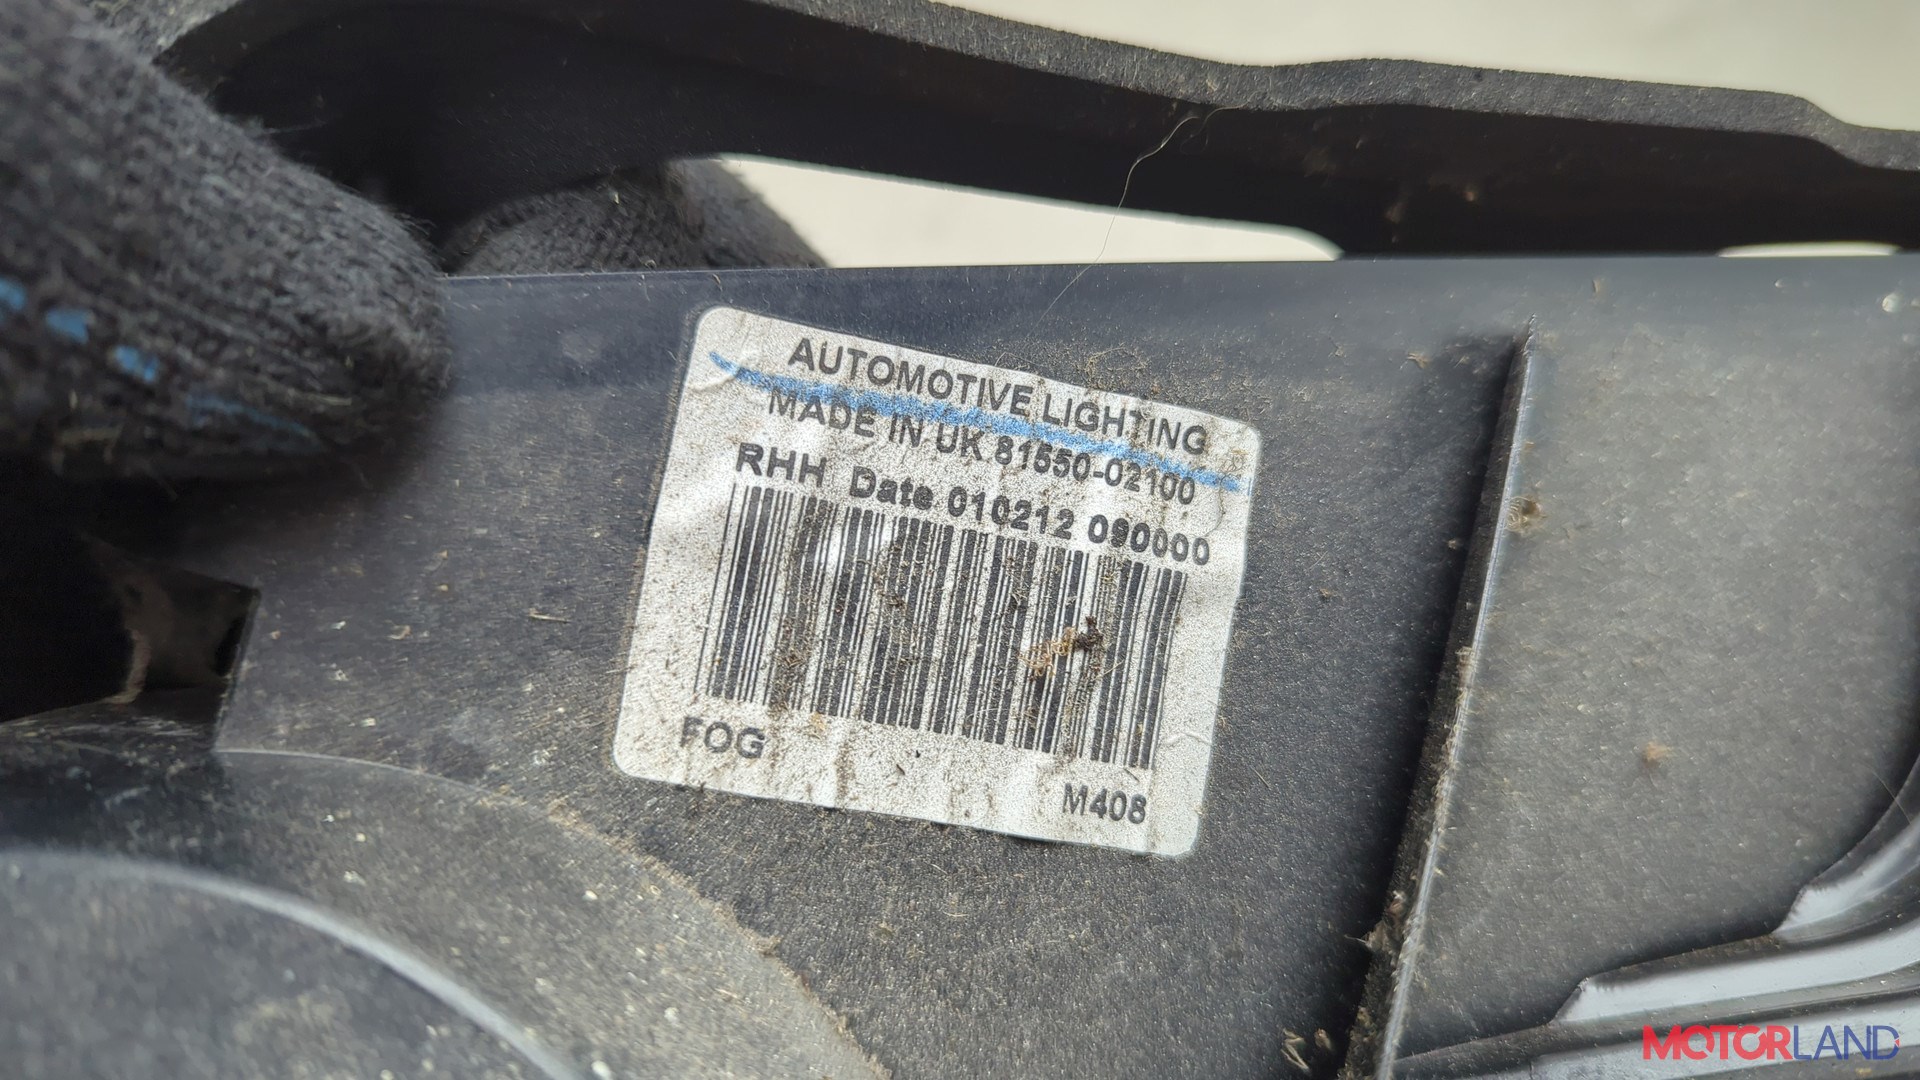 AUTOMOTIVE LIGHTING
MADE IN UK 81550-02100
RHH Date 010212 090000
FOG
M408
MOTORLAND